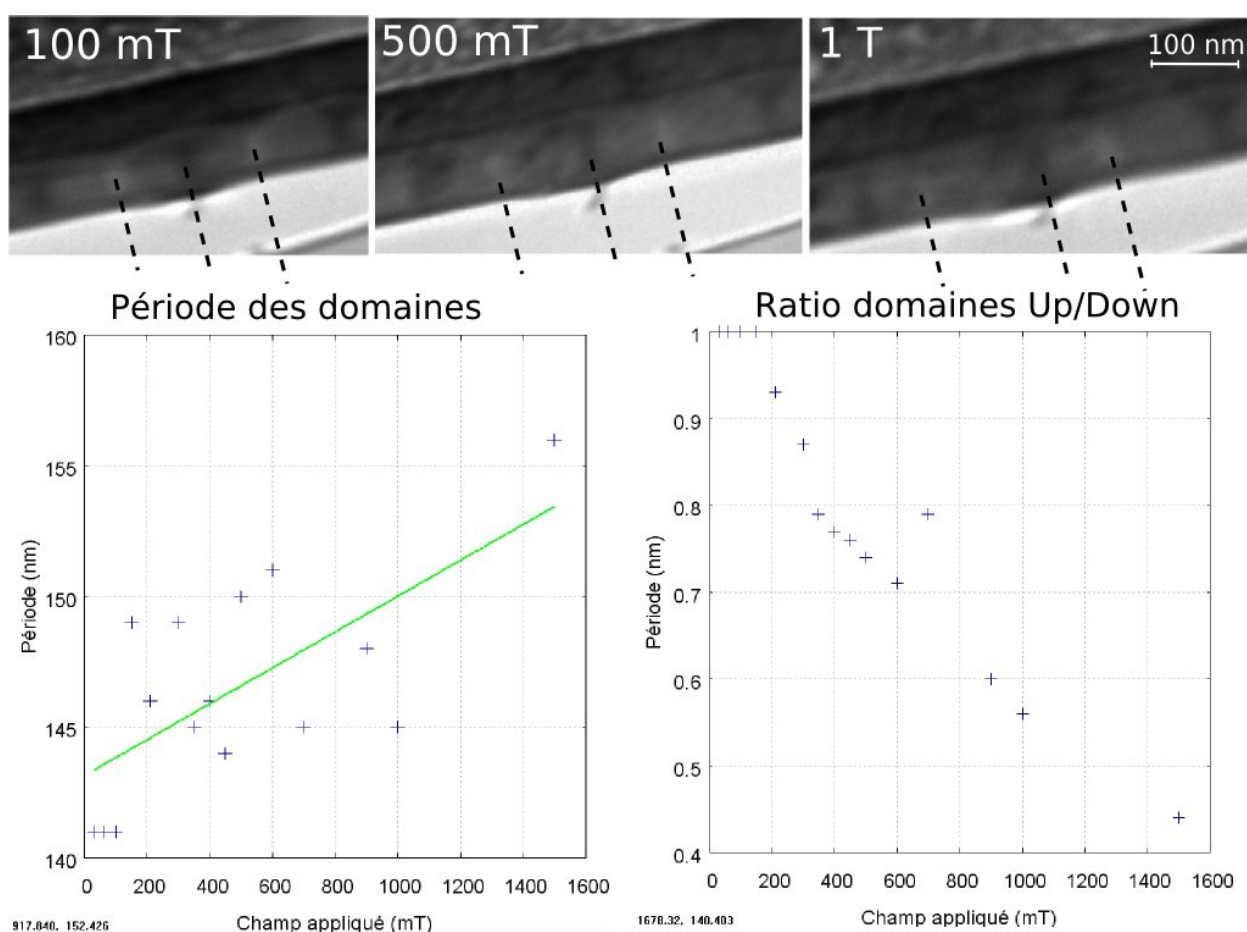 100 mT
500 mT
1 T
100 nm
Période des domaines
Ratio domaines Up/Down
160
155
150
145
140
Période (nm)
0 200 400 600 800 1000 1200 1400 1600
Champ appliqué (mT)
917.840, 152.426
1
0.9
0.8
0.7
0.6
0.5
0.4
Période (nm)
0 200 400 600 800 1000 1200 1400 1600
Champ appliqué (mT)
1678.32, 140.403